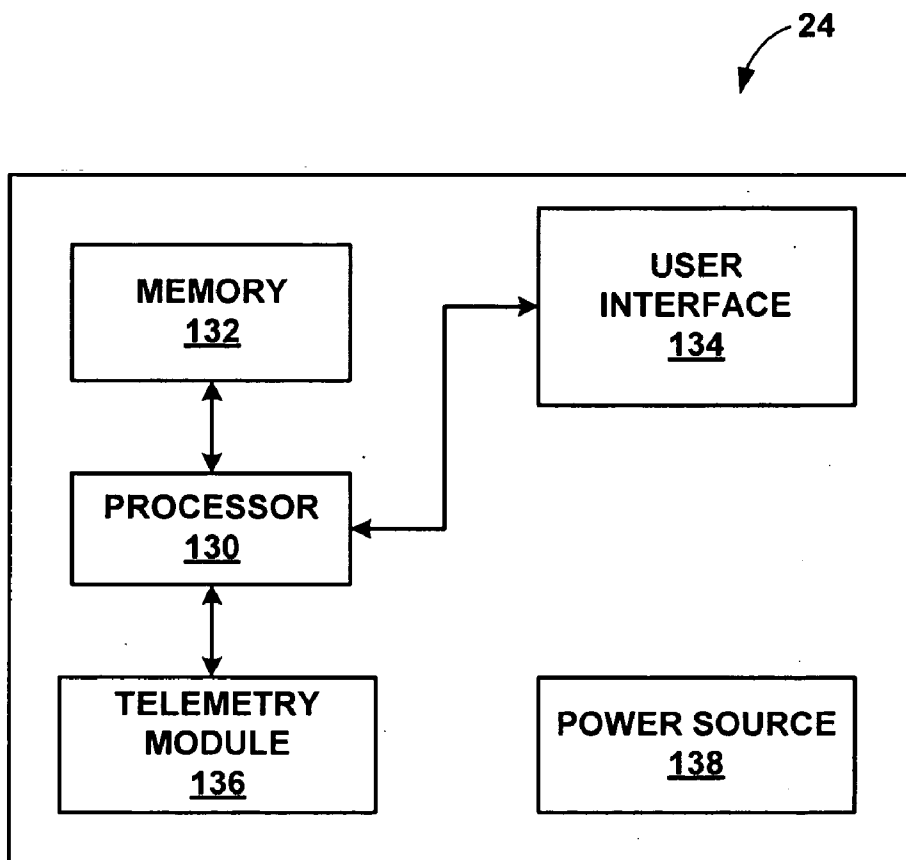 24
MEMORY
132
USER
INTERFACE
134
PROCESSOR
130
TELEMETRY
MODULE
136
POWER SOURCE
138